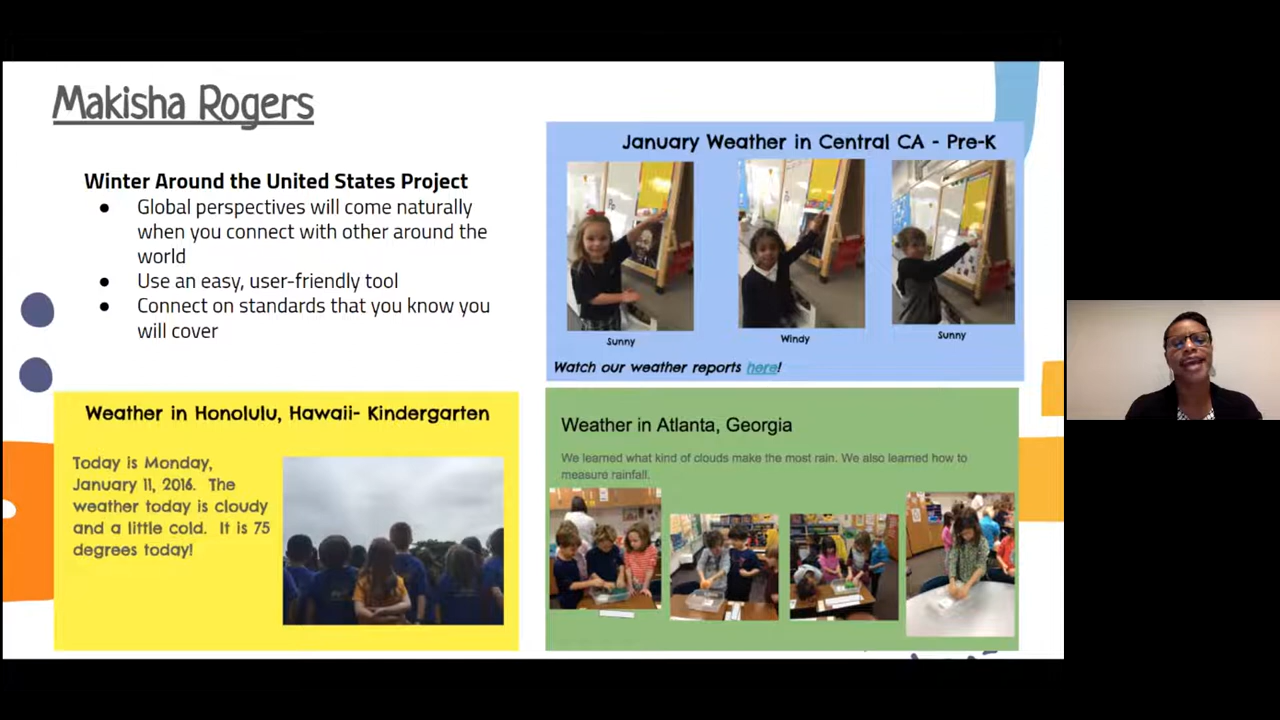 Makisha Rogers
Winter Around the United States Project
● Global perspectives will come naturally
when you connect with other around the
world
● Use an easy, user-friendly tool
● Connect on standards that you know you
will cover
January Weather in Central CA - Pre-K
Sunny
Windy
Sunny
Watch our weather reports here!
Weather in Honolulu, Hawaii- Kindergarten
Today is Monday,
January 11, 2016. The
weather today is cloudy
and a little cold. It is 75
degrees today!
Weather in Atlanta, Georgia
We learned what kind of clouds make the most rain. We also learned how to
measure rainfall.